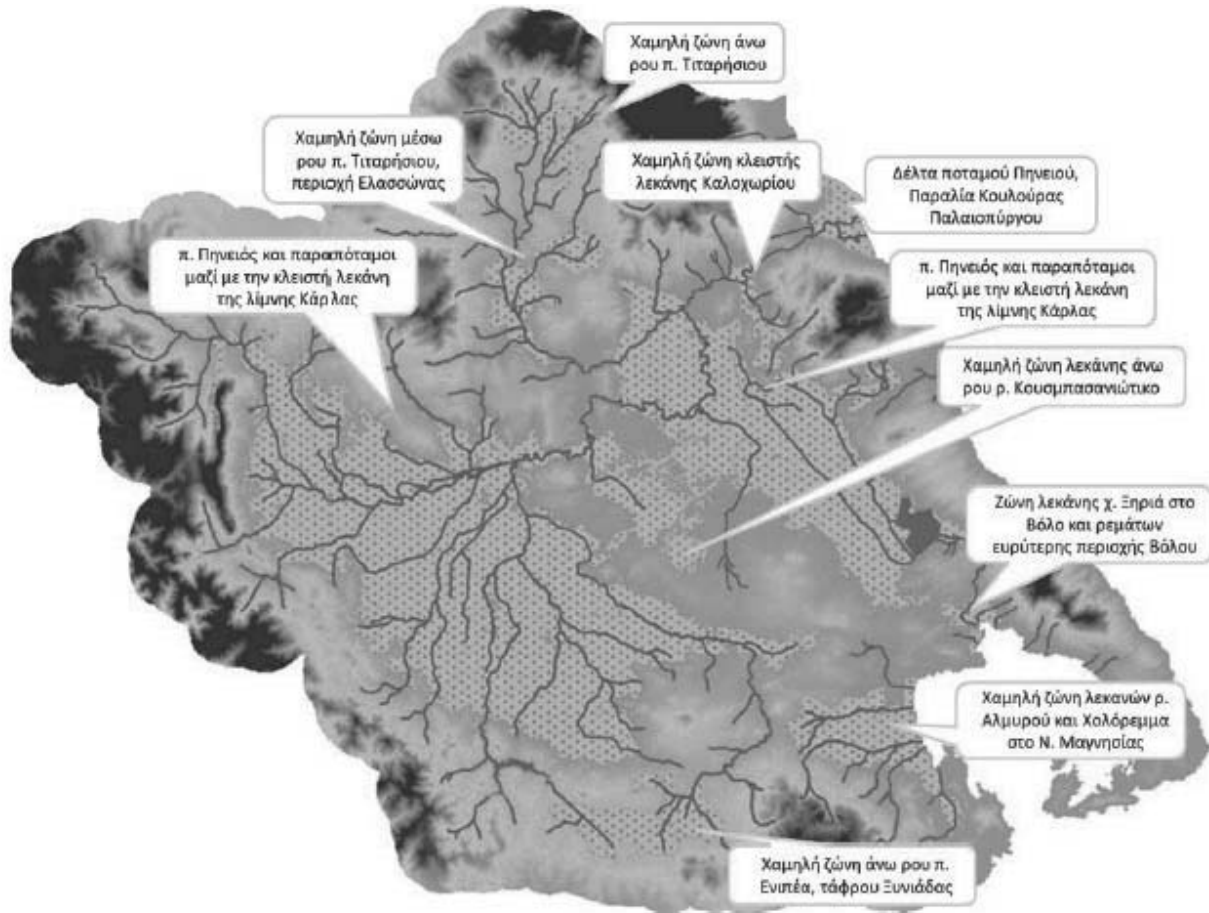 Χαμηλή ζώνη άνω
ρου π. Τιταρήσιου
Χαμηλή ζώνη μέσω
ρου π. Τιταρήσιου,
περιοχή Ελασσώνας
Χαμηλή ζώνη κλειστής
λεκάνης Καλοχωρίου
Δέλτα ποταμού Πηνειού,
Παραλία Κουλούρας
Παλαιοπύργου
π. Πηνειός και παραπόταμοι
μαζί με την κλειστή λεκάνη
της λίμνης Κάρλας
π. Πηνειός και παραπόταμοι
μαζί με την κλειστή λεκάνη
της λίμνης Κάρλας
Χαμηλή ζώνη λεκάνης άνω
ρου ρ. Κουσμπασανιώτικο
Ζώνη λεκάνης χ. Ξηριά στο
Βόλο και ρεμάτων
ευρύτερης περιοχής Βόλου
Χαμηλή ζώνη λεκανών ρ.
Αλμυρού και Χολόρεμμα
στο Ν. Μαγνησίας
Χαμηλή ζώνη άνω ρου π.
Ενιπέα, τάφρου Ξυνιάδας